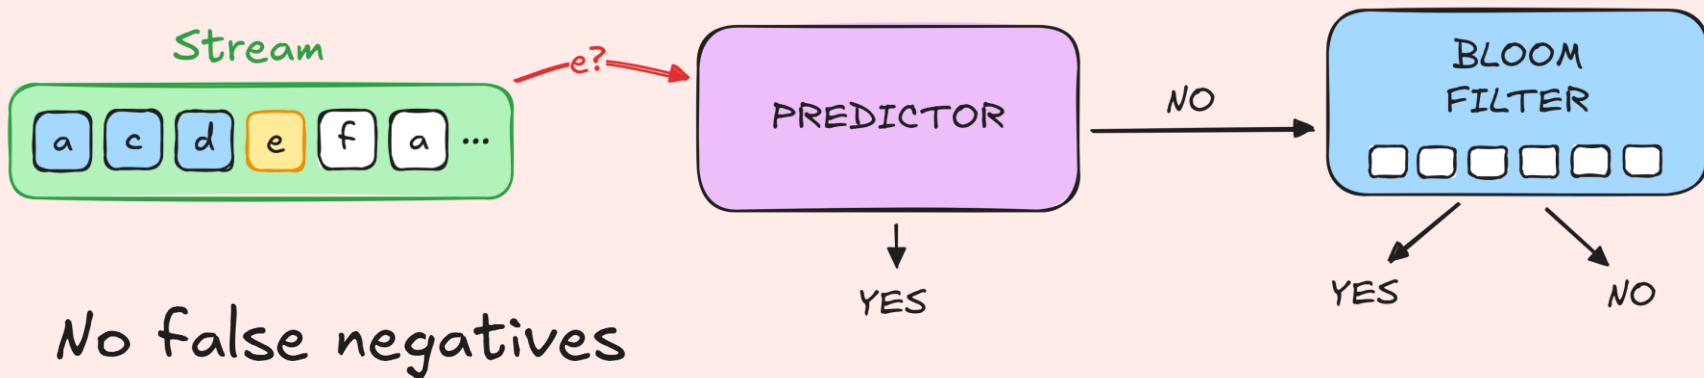 Stream
a c d e f a ...
e?
PREDICTOR
YES
NO
BLOOM
FILTER
YES
NO
No false negatives